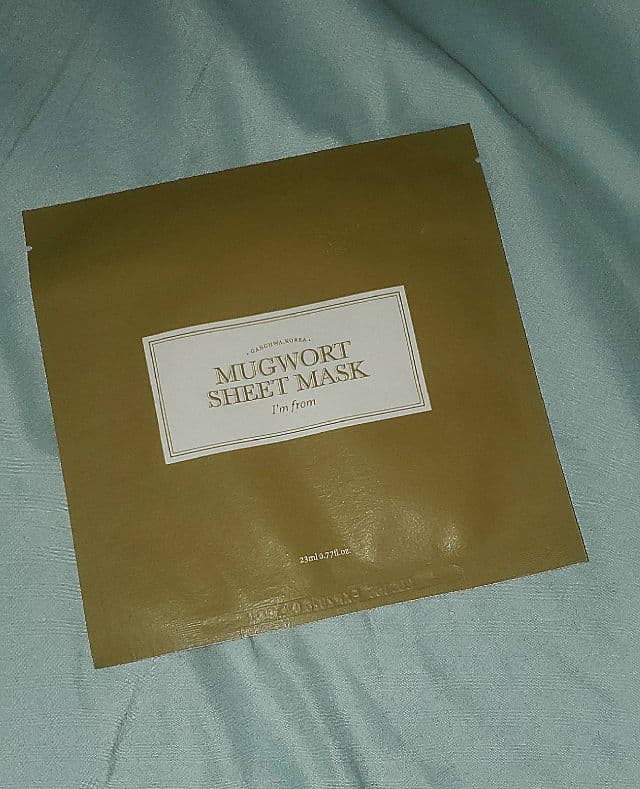 · GANGHWA, KOREA ·
MUGWORT
SHEET MASK
I'm from
23ml 0.77fl.oz.